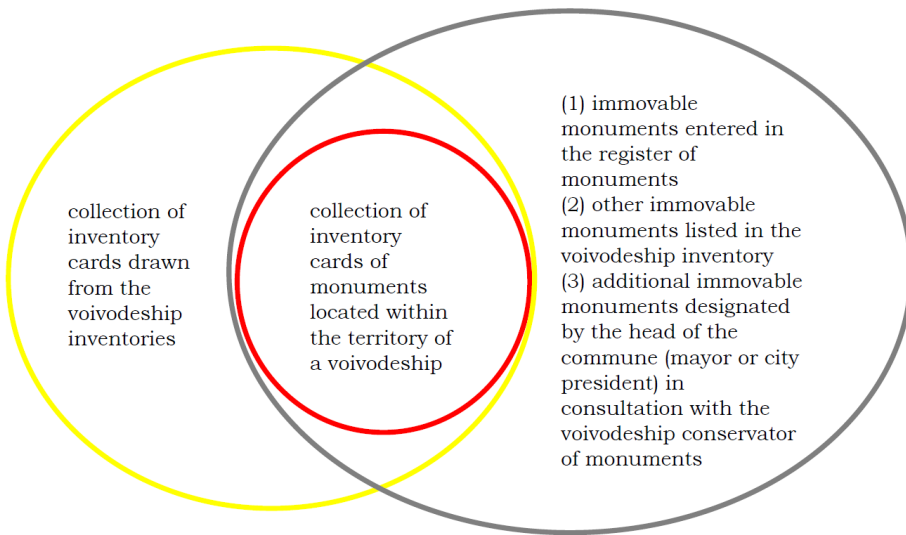 collection of
inventory
cards drawn
from the
voivodeship
inventories
collection of
inventory
cards of
monuments
located within
the territory of
a voivodeship
(1) immovable
monuments entered in
the register of
monuments
(2) other immovable
monuments listed in the
voivodeship inventory
(3) additional immovable
monuments designated
by the head of the
commune (mayor or city
president) in
consultation with the
voivodeship conservator
of monuments